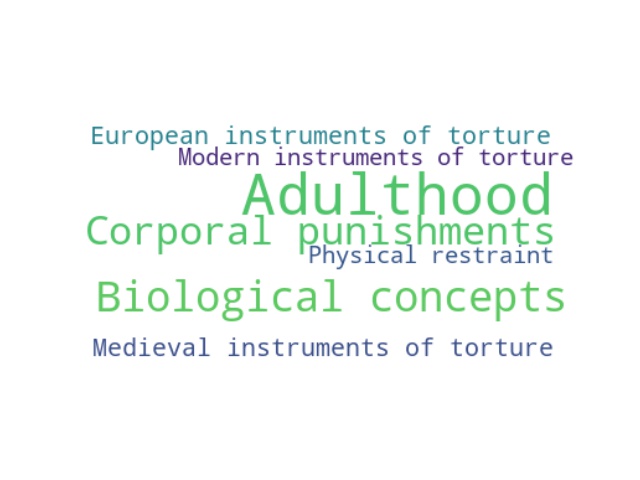 European instruments of torture
Modern instruments of torture
Adulthood
Corporal punishments
Physical restraint
Biological concepts
Medieval instruments of torture